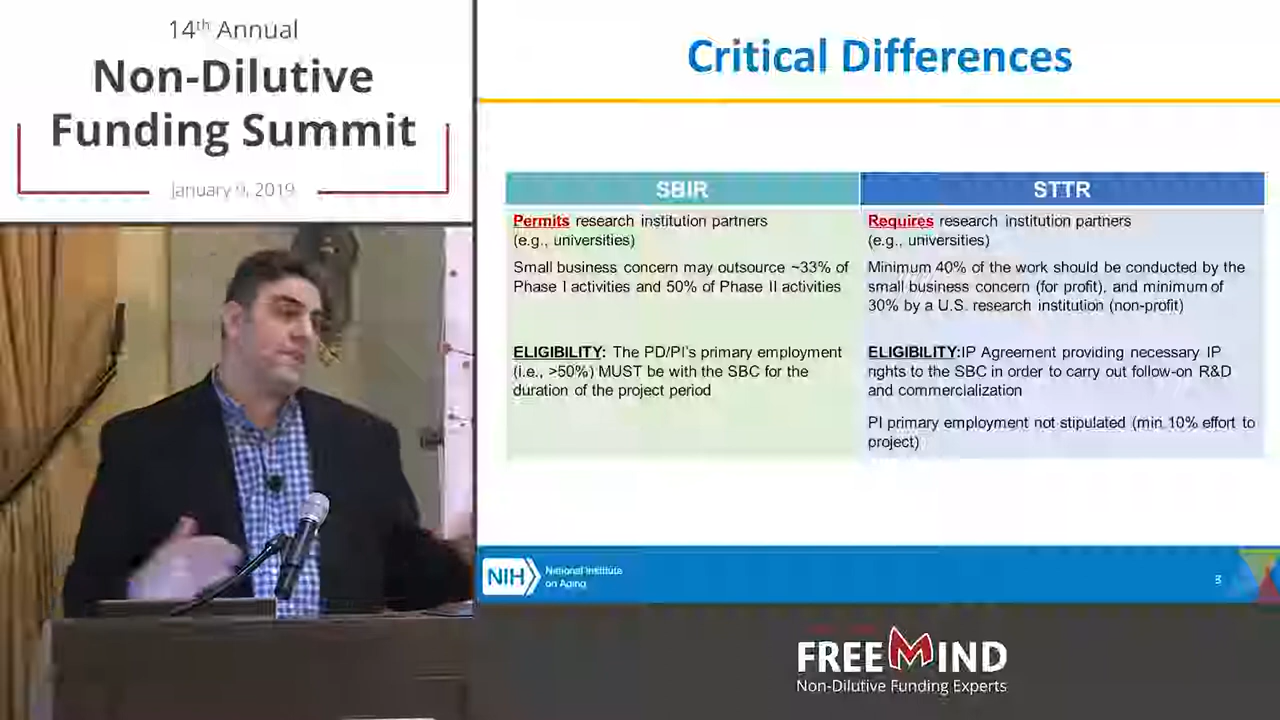 14th Annual
Non-Dilutive
Funding Summit
January 9, 2019
Critical Differences
SBIR
Permits research institution partners
(e.g., universities)
Small business concern may outsource ~33% of
Phase I activities and 50% of Phase II activities
ELIGIBILITY: The PD/PI's primary employment
(i.e., >50%) MUST be with the SBC for the
duration of the project period
STTR
Requires research institution partners
(e.g., universities)
Minimum 40% of the work should be conducted by the
small business concern (for profit), and minimum of
30% by a U.S. research institution (non-profit)
ELIGIBILITY:IP Agreement providing necessary IP
rights to the SBC in order to carry out follow-on R&D
and commercialization
PI primary employment not stipulated (min 10% effort to
project)
NIH
National Institute
on Aging
3
FREEMIND
Non-Dilutive Funding Experts